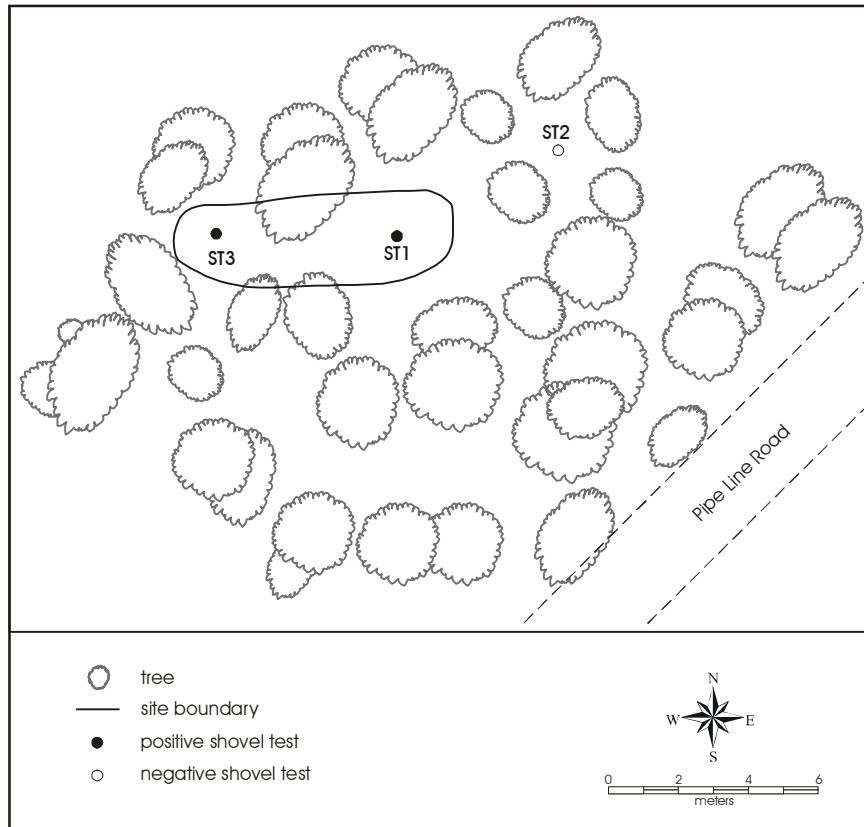 ST2
ST3
ST1
Pipe Line Road
tree
site boundary
positive shovel test
negative shovel test
N
W E
S
0 2 4 6
meters